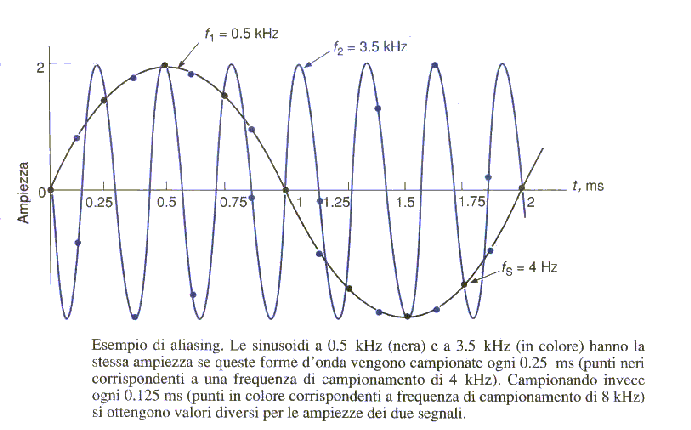 f₁ = 0.5 kHz
f₂ = 3.5 kHz
2
Ampiezza
0
0.25
0.5
0.75
1
1.25
1.5
1.75
2
t, ms
fS = 4 Hz
Esempio di aliasing. Le sinusoidi a 0.5 kHz (nera) e a 3.5 kHz (in colore) hanno la
stessa ampiezza se queste forme d'onda vengono campionate ogni 0.25 ms (punti neri
corrispondenti a una frequenza di campionamento di 4 kHz). Campionando invece
ogni 0.125 ms (punti in colore corrispondenti a frequenza di campionamento di 8 kHz)
si ottengono valori diversi per le ampiezze dei due segnali.